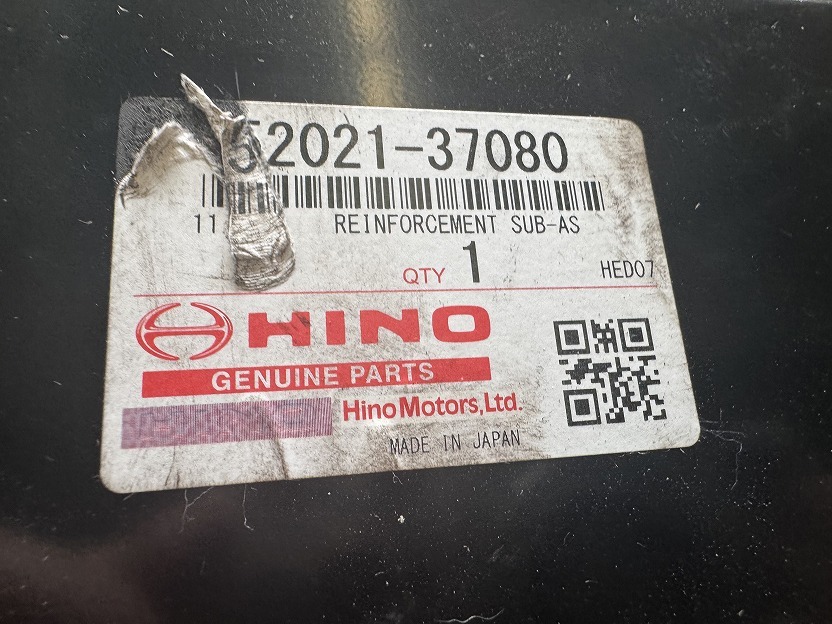 52021-37080
11 REINFORCEMENT SUB-AS
QTY 1 HED07
HINO
GENUINE PARTS
Hino Motors, Ltd.
MADE IN JAPAN